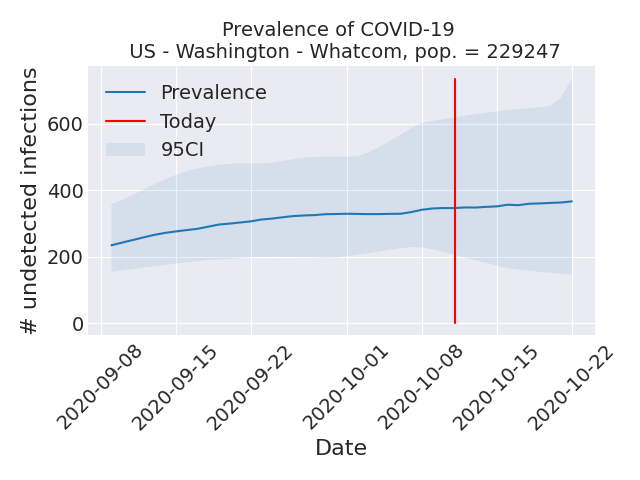 Prevalence of COVID-19
US - Washington - Whatcom, pop. = 229247
# undetected infections
600
400
200
0
Prevalence
Today
95CI
2020-09-08
2020-09-15
2020-09-22
2020-10-01
2020-10-08
2020-10-15
2020-10-22
Date